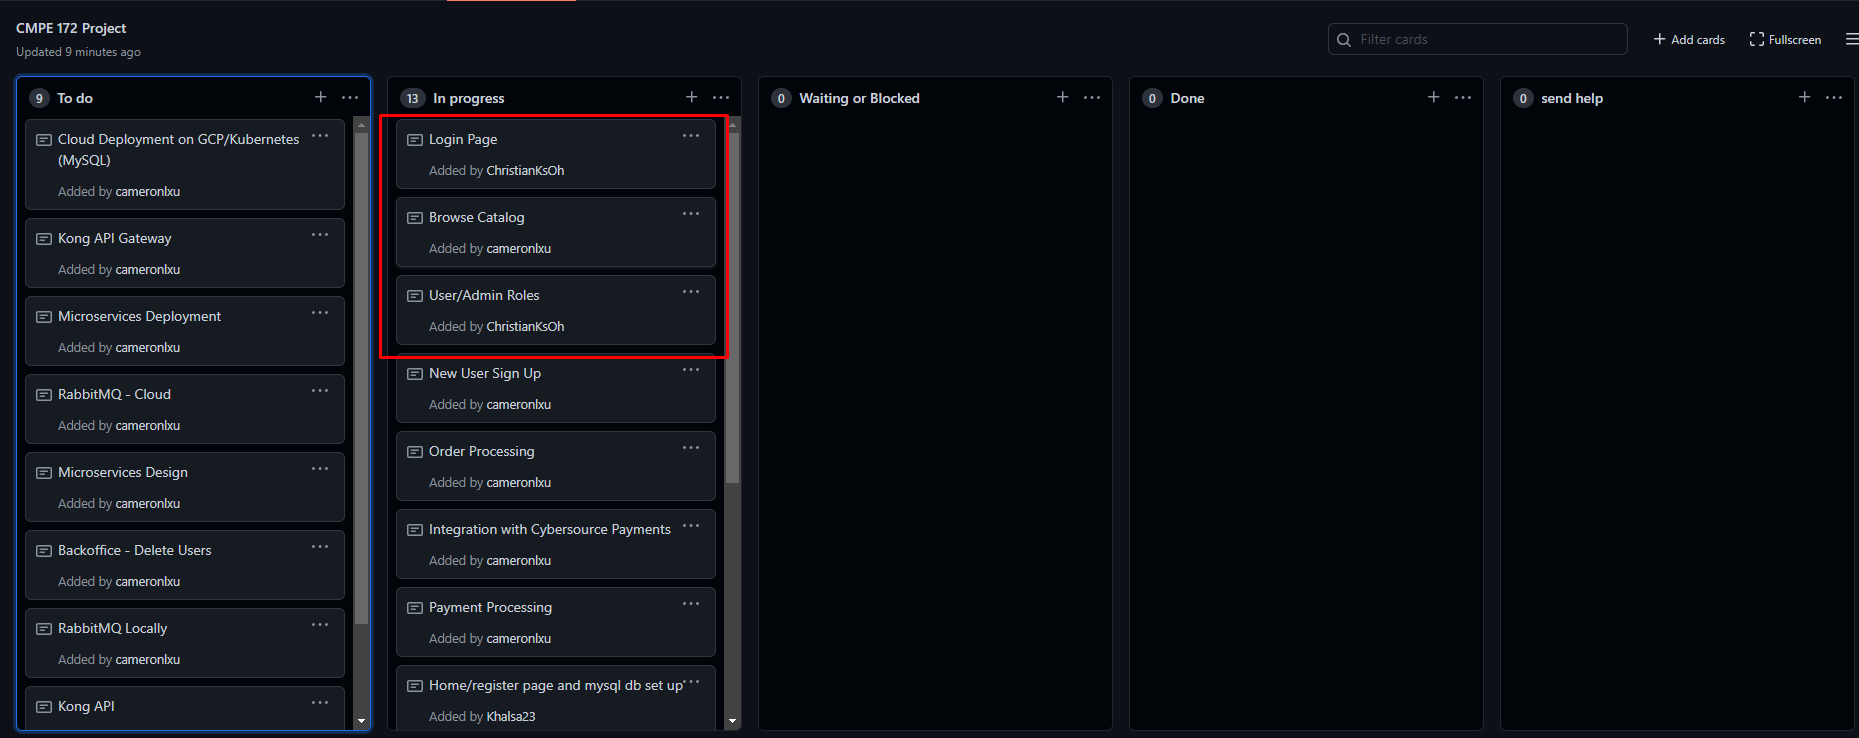 CMPE 172 Project
Updated 9 minutes ago
Filter cards
Add cards
Fullscreen
9 To do
Cloud Deployment on GCP/Kubernetes
(MySQL)
Added by cameronlxu
Kong API Gateway
Added by cameronlxu
Microservices Deployment
Added by cameronlxu
RabbitMQ - Cloud
Added by cameronlxu
Microservices Design
Added by cameronlxu
Backoffice - Delete Users
Added by cameronlxu
RabbitMQ Locally
Added by cameronlxu
Kong API
13 In progress
Login Page
Added by ChristianKsOh
Browse Catalog
Added by cameronlxu
User/Admin Roles
Added by ChristianKsOh
New User Sign Up
Added by cameronlxu
Order Processing
Added by cameronlxu
Integration with Cybersource Payments
Added by cameronlxu
Payment Processing
Added by cameronlxu
Home/register page and mysql db set up
Added by Khalsa23
0 Waiting or Blocked
0 Done
0 send help